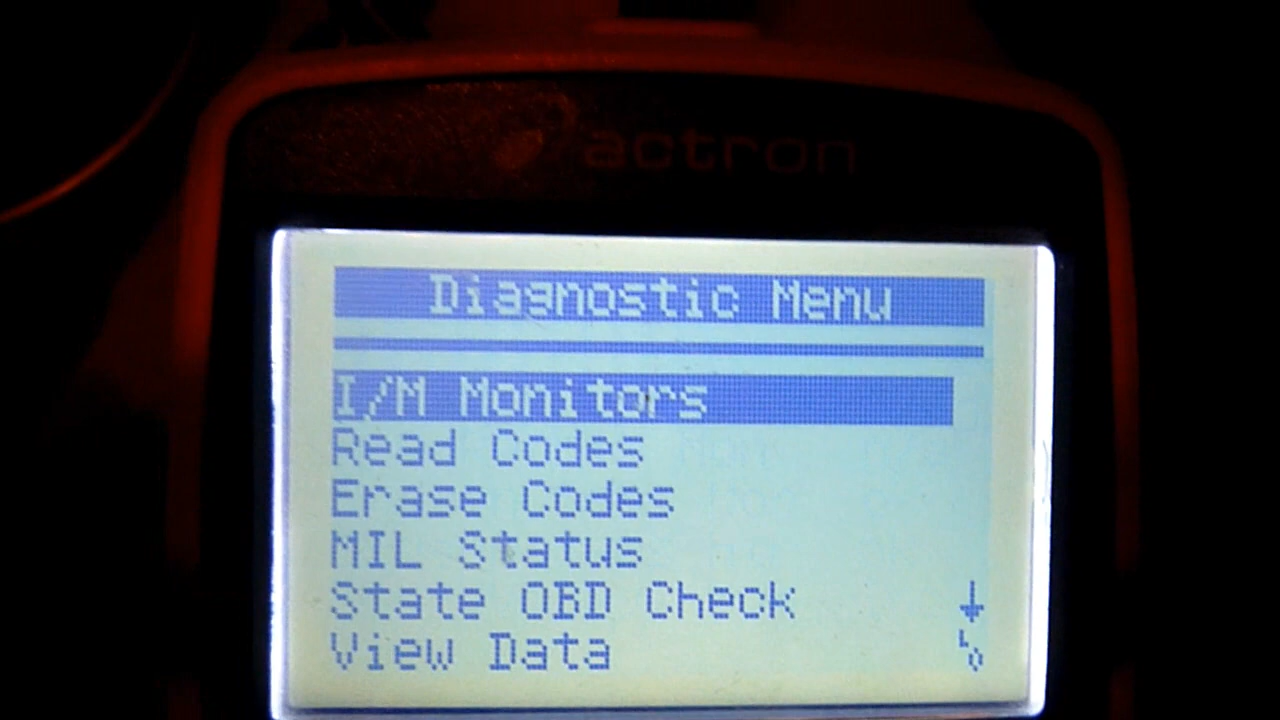 actron
Diagnostic Menu
I/M Monitors
Read Codes
Erase Codes
MIL Status
State OBD Check
View Data